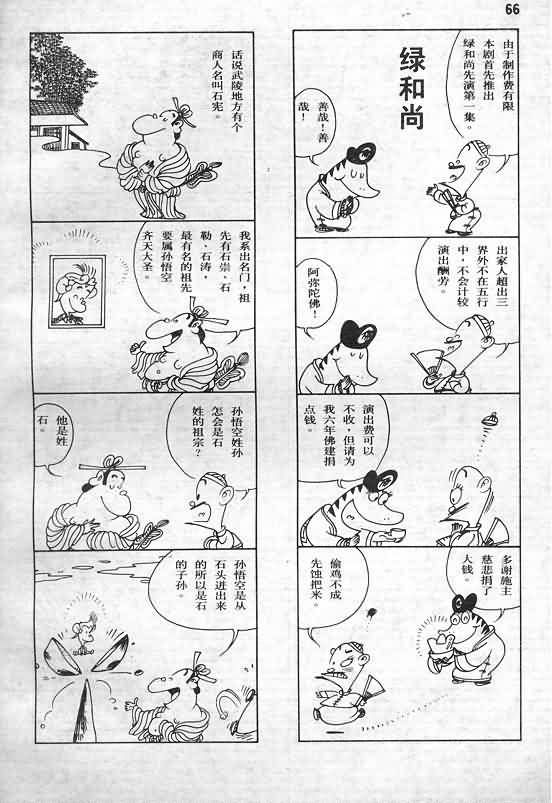 66
绿和尚
由于制作费有限
本剧首先推出
绿和尚先演第一集。
善哉！善
哉！
出家人超出三
界外不在五行
中，不会计较
演出酬劳。
阿弥陀佛！
演出费可以
不收，但请为
我六年佛建捐
点钱。
多谢施主
慈悲捐了
大钱。
偷鸡不成
先蚀把米。
话说武陵地方有个
商人名叫石宪。
我系出名门，祖
先有石崇，石
勒，石涛，
最有名的祖先
要属孙悟空
齐天大圣。
孙悟空姓孙
怎会是石
姓的祖宗？
他是姓
石。
孙悟空是从
石头迸出来
的所以是石
的子孙。